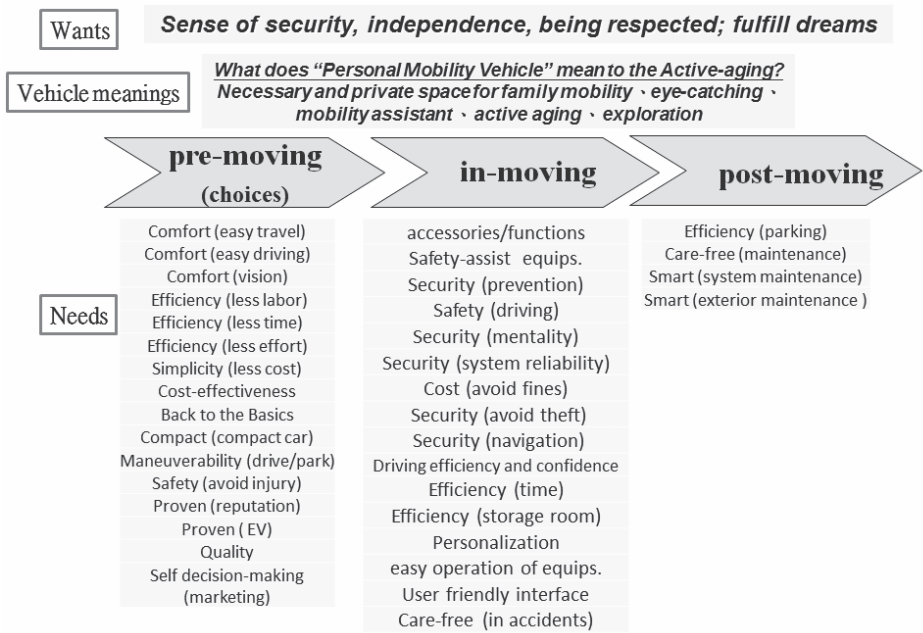 Wants
Sense of security, independence, being respected; fulfill dreams
Vehicle meanings
What does “Personal Mobility Vehicle” mean to the Active-aging?
Necessary and private space for family mobility、eye-catching、
mobility assistant、active aging、exploration
pre-moving
(choices)
in-moving
post-moving
Needs
Comfort (easy travel)
Comfort (easy driving)
Comfort (vision)
Efficiency (less labor)
Efficiency (less time)
Efficiency (less effort)
Simplicity (less cost)
Cost-effectiveness
Back to the Basics
Compact (compact car)
Maneuverability (drive/park)
Safety (avoid injury)
Proven (reputation)
Proven ( EV)
Quality
Self decision-making
(marketing)
accessories/functions
Safety-assist equips.
Security (prevention)
Safety (driving)
Security (mentality)
Security (system reliability)
Cost (avoid fines)
Security (avoid theft)
Security (navigation)
Driving efficiency and confidence
Efficiency (time)
Efficiency (storage room)
Personalization
easy operation of equips.
User friendly interface
Care-free (in accidents)
Efficiency (parking)
Care-free (maintenance)
Smart (system maintenance)
Smart (exterior maintenance )